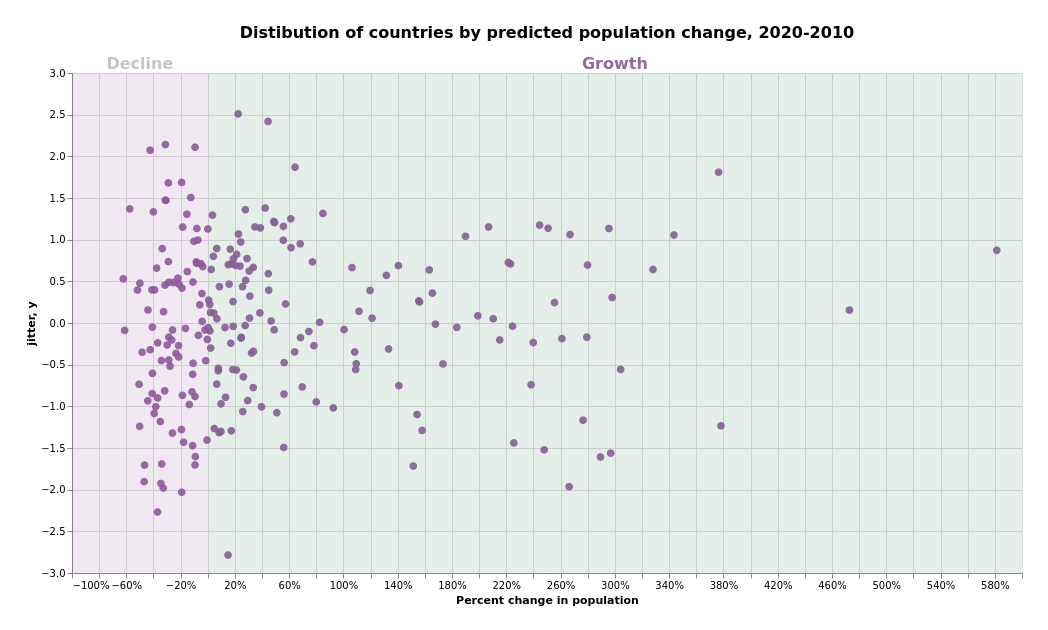 Distibution of countries by predicted population change, 2020-2010
Decline Growth
3.0
2.5
2.0
1.5
1.0
0.5
0.0
−0.5
−1.0
−1.5
−2.0
−2.5
−3.0
jitter, y
−100% −60% −20% 20% 60% 100% 140% 180% 220% 260% 300% 340% 380% 420% 460% 500% 540% 580%
Percent change in population